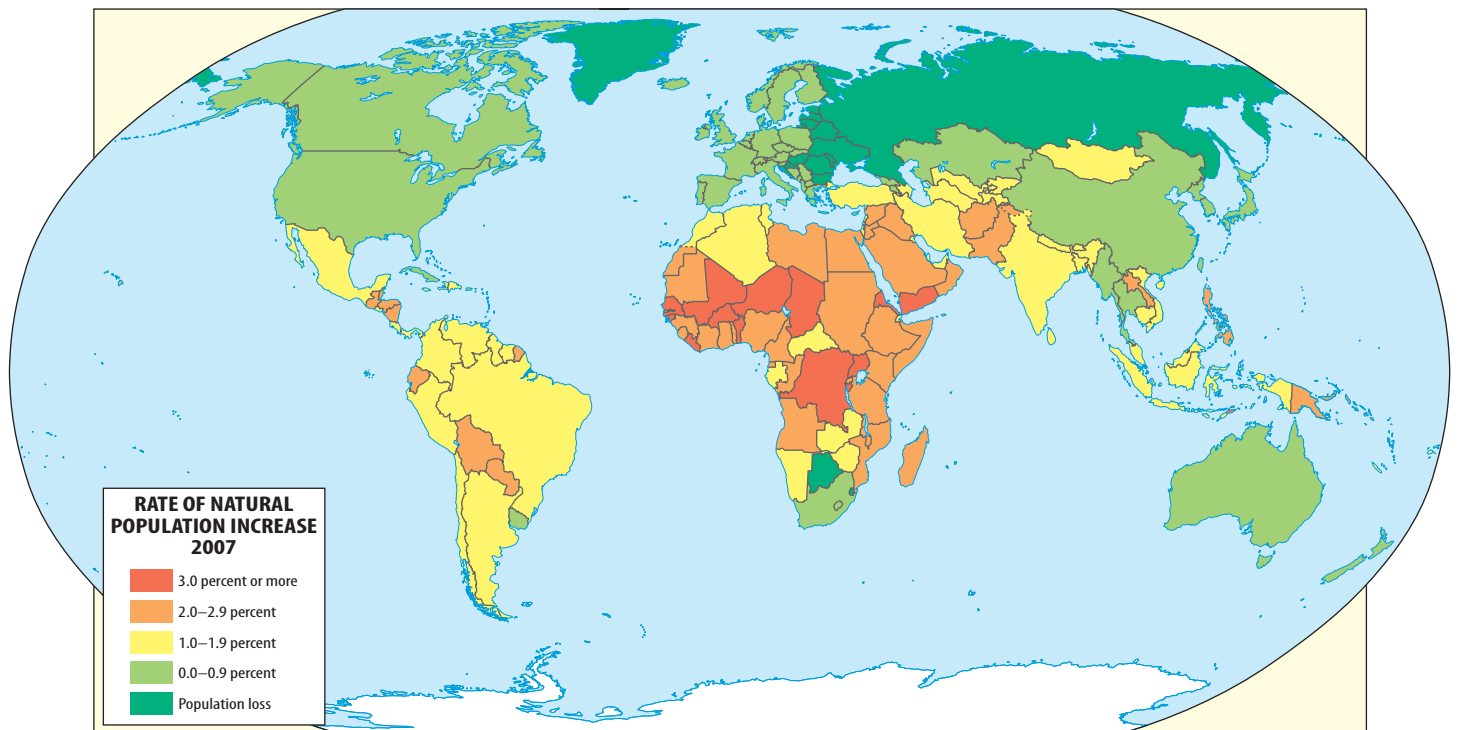 RATE OF NATURAL
POPULATION INCREASE
2007
3.0 percent or more
2.0–2.9 percent
1.0–1.9 percent
0.0–0.9 percent
Population loss